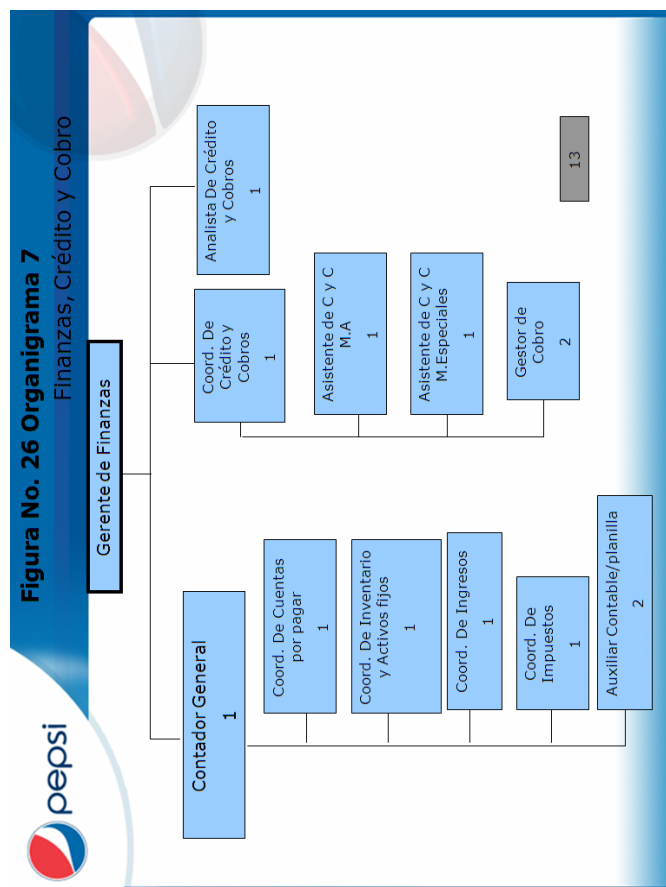 Figura No. 26 Organigrama 7
Finanzas, Crédito y Cobro
pepsi
Gerente de Finanzas
Contador General
1
Coord. De Cuentas
por pagar
1
Coord. De Inventario
y Activos fijos
1
Coord. De Ingresos
1
Coord. De
Impuestos
1
Auxiliar Contable/planilla
2
Coord. De
Crédito y
Cobros
1
Asistente de C y C
M.A
1
Asistente de C y C
M.Especiales
1
Gestor de
Cobro
2
Analista De Crédito
y Cobros
1
13